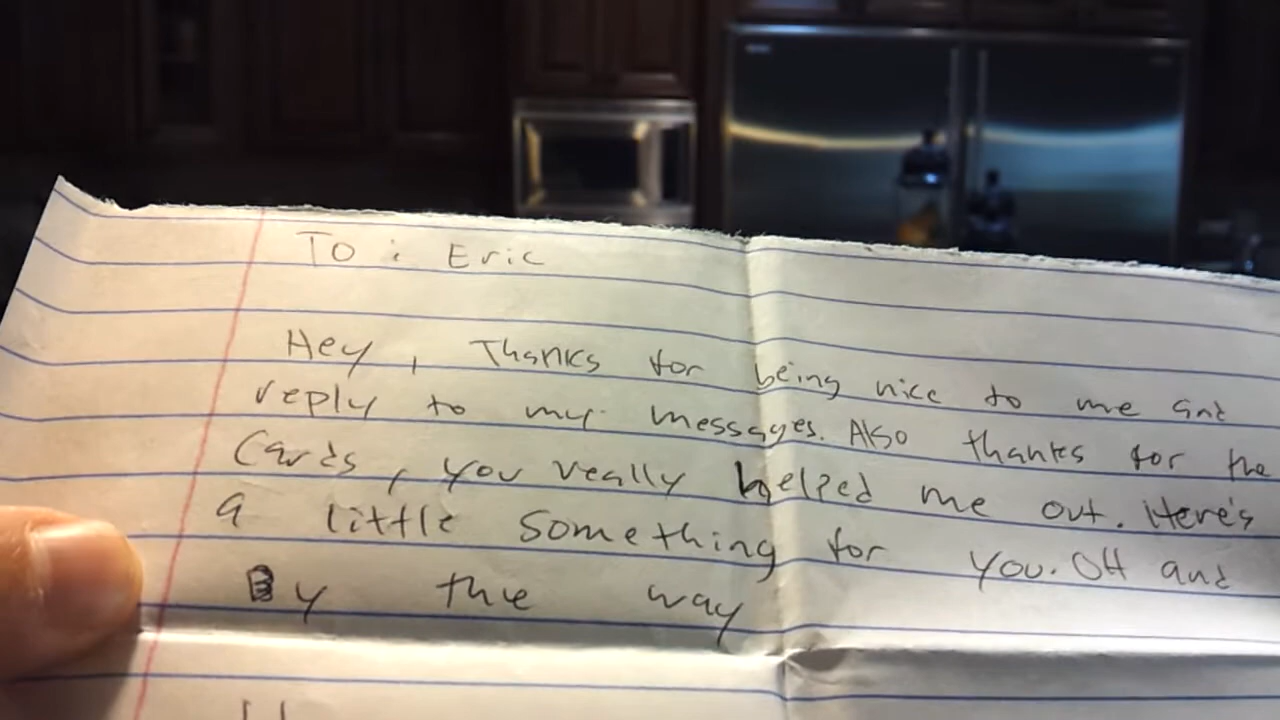 To : Eric
Hey, Thanks for being nice to me and
reply to my messages. Also thanks for the
Cards, you really helped me out. Here's
a little something for you. OH and
By the way